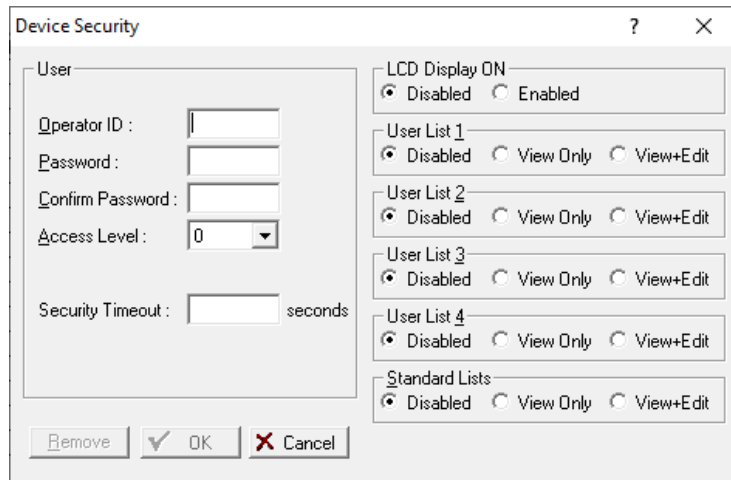 Device Security
?
User
Operator ID :
Password :
Confirm Password :
Access Level :
0
Security Timeout :
seconds
LCD Display ON
Disabled Enabled
User List 1
Disabled View Only View+Edit
User List 2
Disabled View Only View+Edit
User List 3
Disabled View Only View+Edit
User List 4
Disabled View Only View+Edit
Standard Lists
Disabled View Only View+Edit
Remove OK Cancel